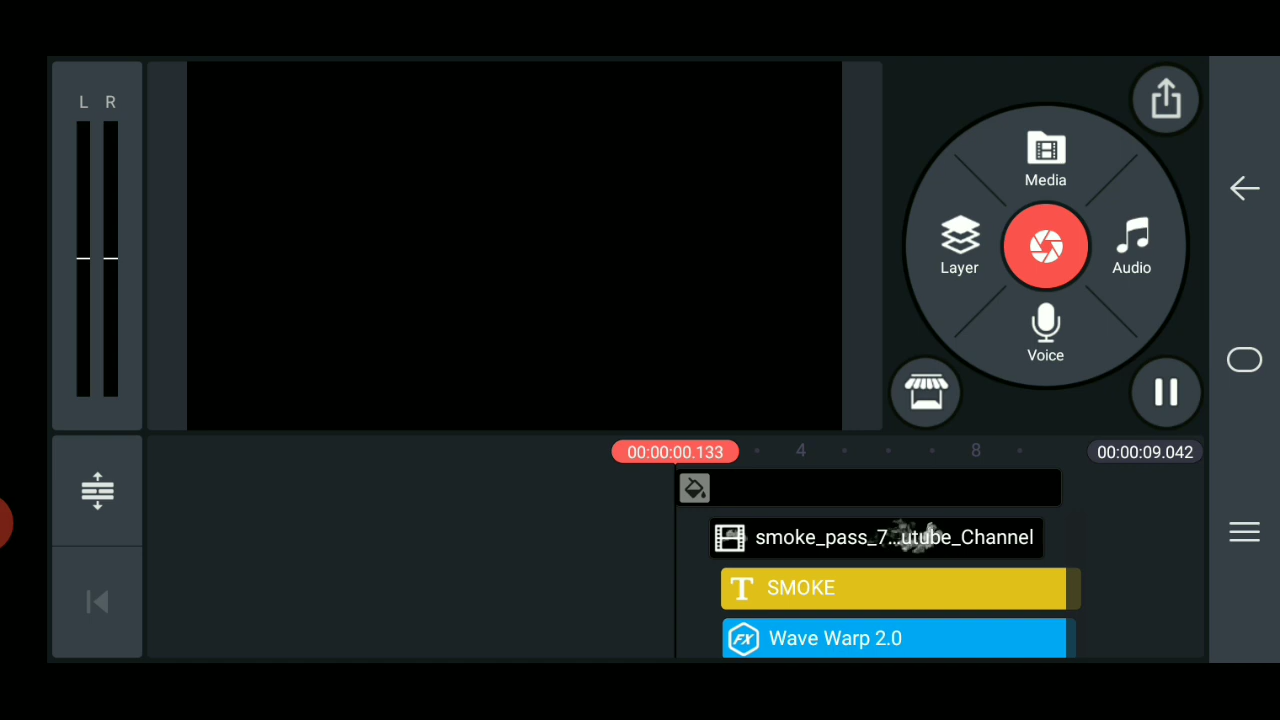 L R
Media
Layer
Audio
Voice
00:00:00.133
4
8
00:00:09.042
smoke_pass_7...utube_Channel
T SMOKE
FX Wave Warp 2.0